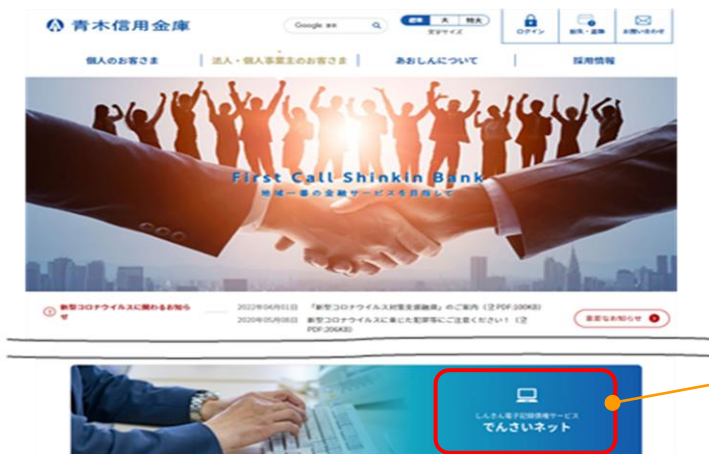 青木信用金庫
Google 検索
標準 大 特大
文字サイズ
ログイン
紛失・盗難
お問い合わせ
個人のお客さま
法人・個人事業主のお客さま
あおしんについて
採用情報
First Call Shinkin Bank
地域一番の金融サービスを目指して
新型コロナウイルスに関わるお知らせ
2022年04月01日 「新型コロナウイルス対策支援融資」のご案内（PDF:100KB）
2020年05月08日 新型コロナウイルスに乗じた犯罪等にご注意ください！（
PDF:206KB）
重要なお知らせ
しんきん電子記録債権サービス
でんさいネット